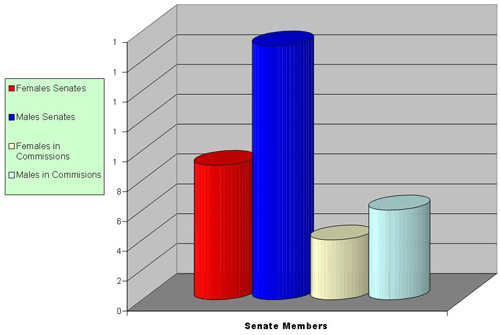 1
1
1
1
1
8
6
4
2
0
Females Senates
Males Senates
Females in
Commissions
Males in Commisions
Senate Members